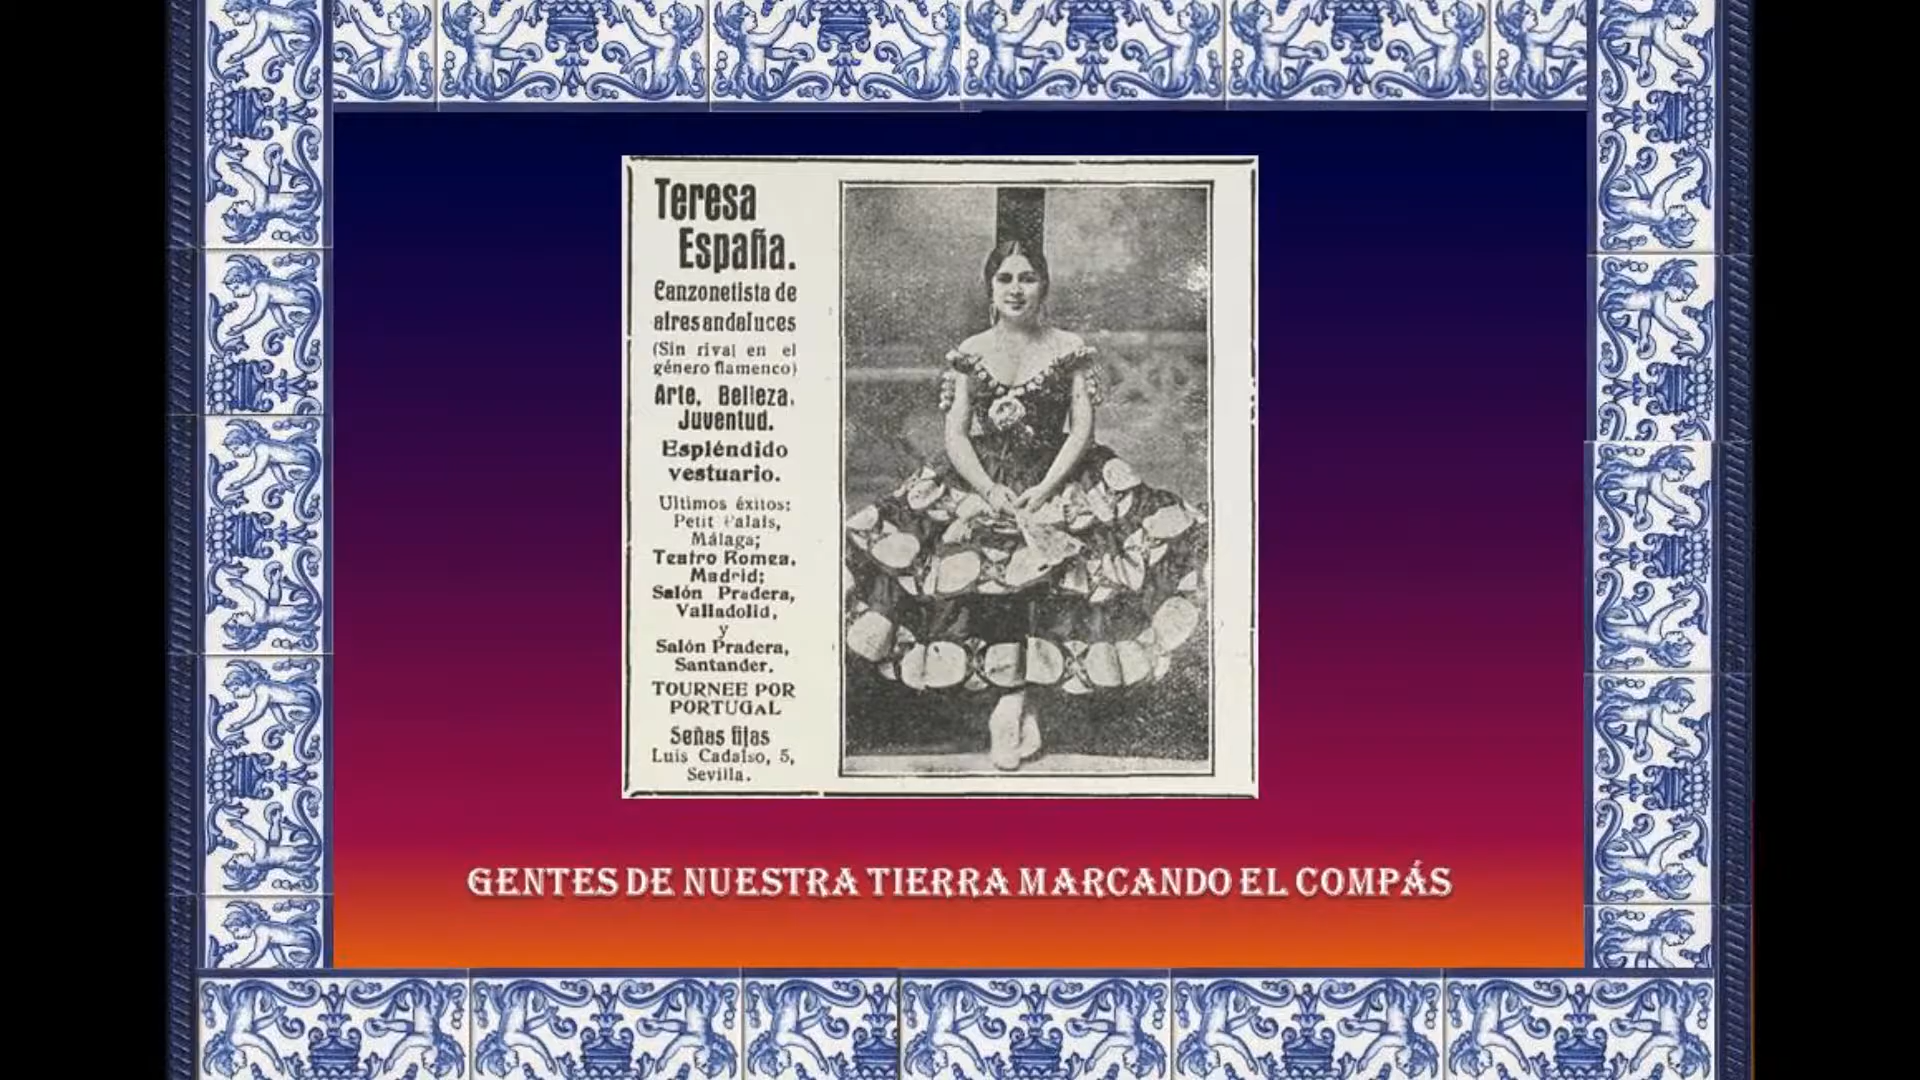 Teresa
España.
Canzonetista de
aires andaluces
(Sin rival en el
género flamenco)
Arte, Belleza,
Juventud.
Espléndido
vestuario.
Ultimos éxitos:
Petit Palais,
Málaga;
Teatro Romea,
Madrid;
Salón Pradera,
Valladolid,
y
Salón Pradera,
Santander.
TOURNEE POR
PORTUGAL
Señas fijas
Luis Cadalso, 5,
Sevilla.
GENTES DE NUESTRA TIERRA MARCANDO EL COMPÁS